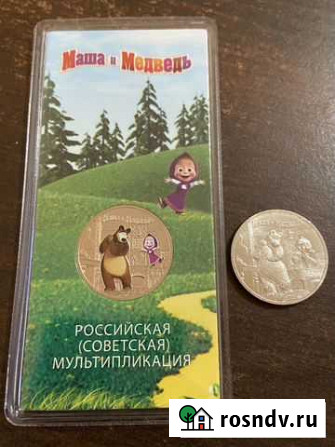 Маша и Медведь
РОССИЙСКАЯ
(СОВЕТСКАЯ)
МУЛЬТИПЛИКАЦИЯ
rosndv.ru